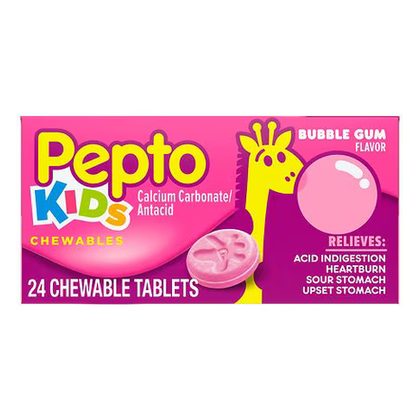 Pepto
KiDS
CHEWABLES
Calcium Carbonate/
Antacid
24 CHEWABLE TABLETS
BUBBLE GUM
FLAVOR
RELIEVES:
ACID INDIGESTION
HEARTBURN
SOUR STOMACH
UPSET STOMACH